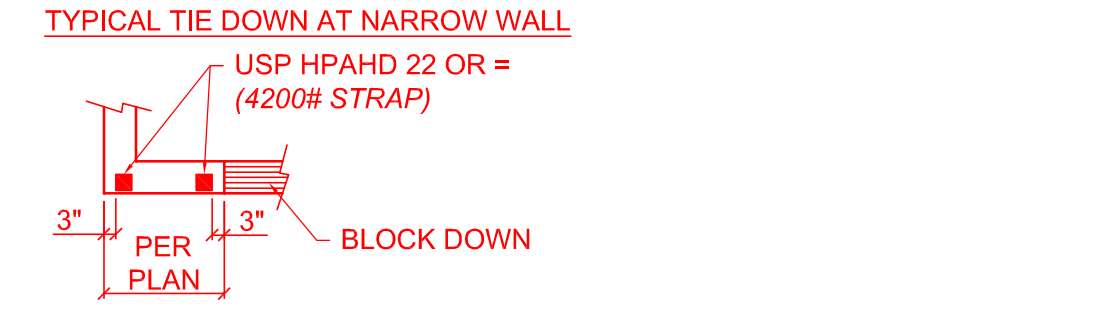 TYPICAL TIE DOWN AT NARROW WALL
USP HPAHD 22 OR =
(4200# STRAP)
3"
3"
PER
PLAN
BLOCK DOWN